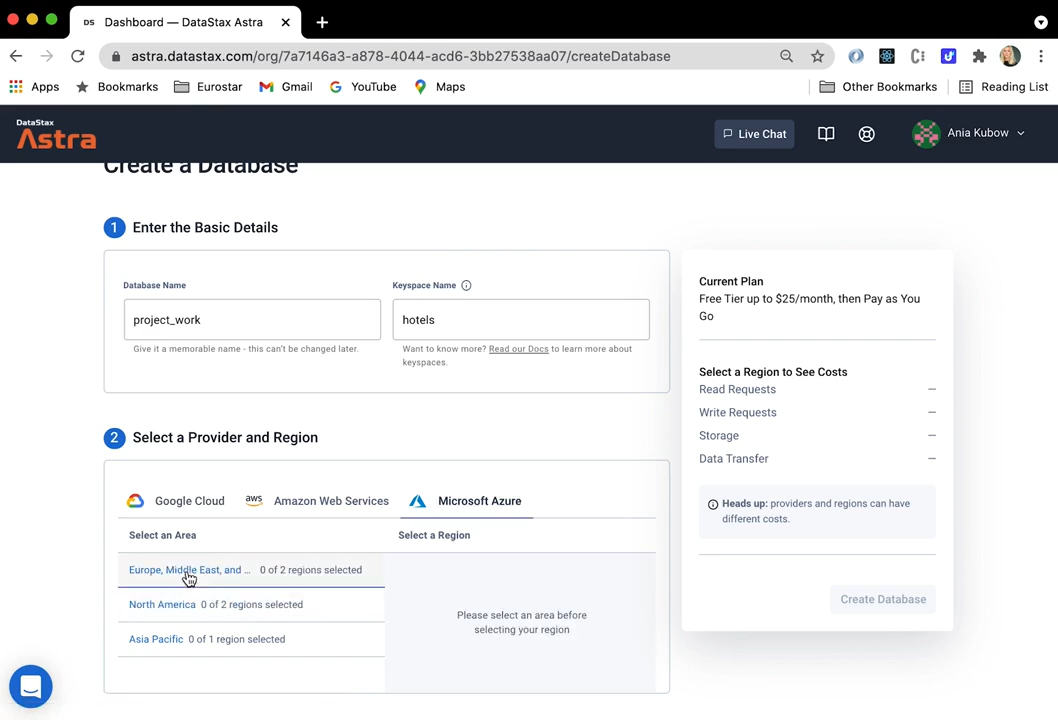 DS Dashboard — DataStax Astra
astra.datastax.com/org/7a7146a3-a878-4044-acd6-3bb27538aa07/createDatabase
Apps Bookmarks Eurostar Gmail YouTube Maps Other Bookmarks Reading List
DataStax
Astra
Live Chat
Ania Kubow
Create a Database
1 Enter the Basic Details
Database Name
project_work
Give it a memorable name - this can't be changed later.
Keyspace Name
hotels
Want to know more? Read our Docs to learn more about
keyspaces.
2 Select a Provider and Region
Google Cloud
aws Amazon Web Services
Microsoft Azure
Select an Area
Select a Region
Europe, Middle East, and ... 0 of 2 regions selected
North America 0 of 2 regions selected
Asia Pacific 0 of 1 region selected
Please select an area before
selecting your region
Current Plan
Free Tier up to $25/month, then Pay as You
Go
Select a Region to See Costs
Read Requests –
Write Requests –
Storage –
Data Transfer –
Heads up: providers and regions can have
different costs.
Create Database